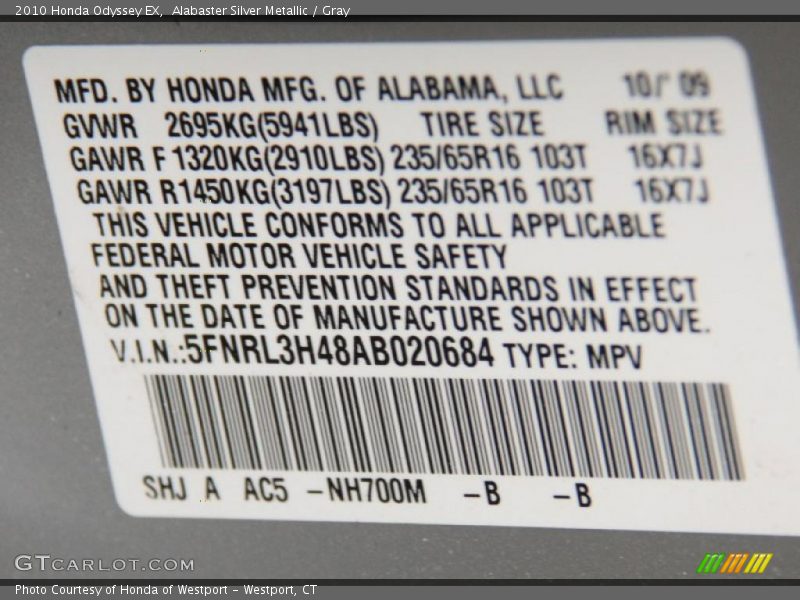 2010 Honda Odyssey EX,  Alabaster Silver Metallic / Gray
MFD. BY HONDA MFG. OF ALABAMA, LLC 10/ 09
GVWR 2695KG(5941LBS) TIRE SIZE RIM SIZE
GAWR F 1320KG(2910LBS) 235/65R16 103T 16X7J
GAWR R1450KG(3197LBS) 235/65R16 103T 16X7J
THIS VEHICLE CONFORMS TO ALL APPLICABLE
FEDERAL MOTOR VEHICLE SAFETY
AND THEFT PREVENTION STANDARDS IN EFFECT
ON THE DATE OF MANUFACTURE SHOWN ABOVE.
V.I.N.:5FNRL3H48AB020684 TYPE: MPV
SHJ A AC5 -NH700M -B -B
GTCARLOT.COM
Photo Courtesy of Honda of Westport - Westport, CT